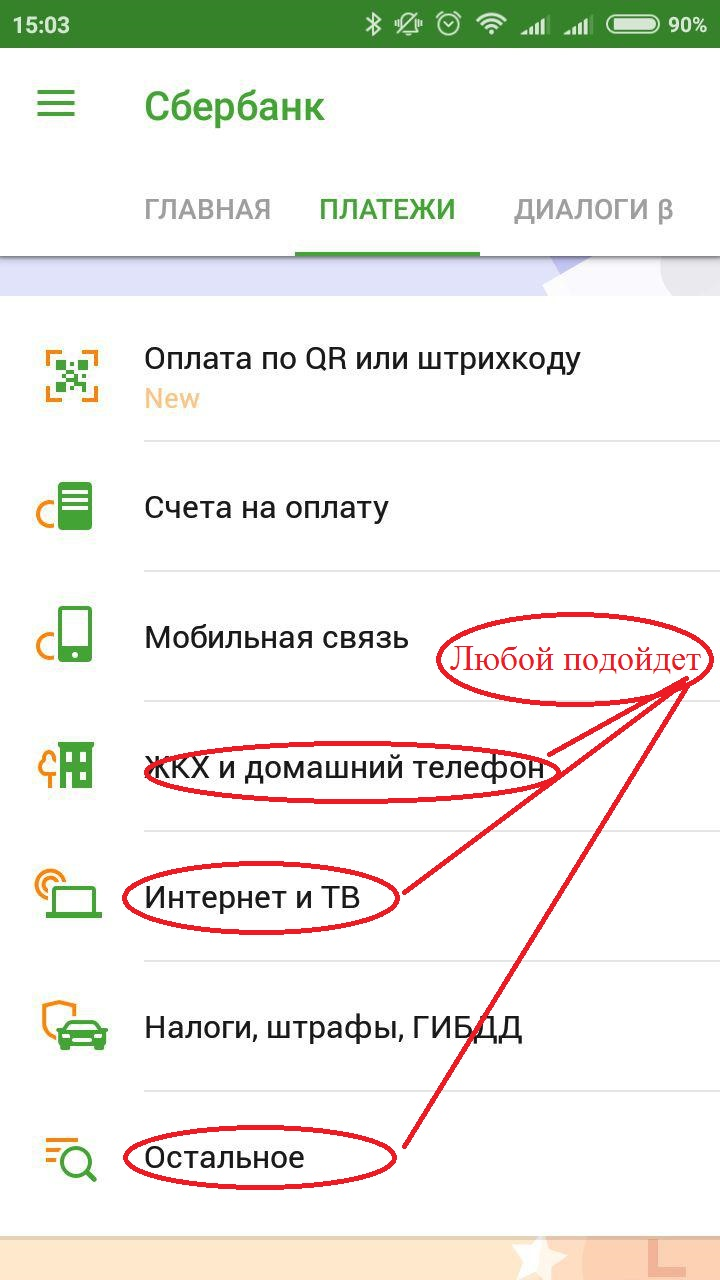 15:03 90%
Сбербанк
ГЛАВНАЯ ПЛАТЕЖИ ДИАЛОГИ β
Оплата по QR или штрихкоду
New
Счета на оплату
Мобильная связь
Любой подойдет
ЖКХ и домашний телефон
Интернет и ТВ
Налоги, штрафы, ГИБДД
Остальное